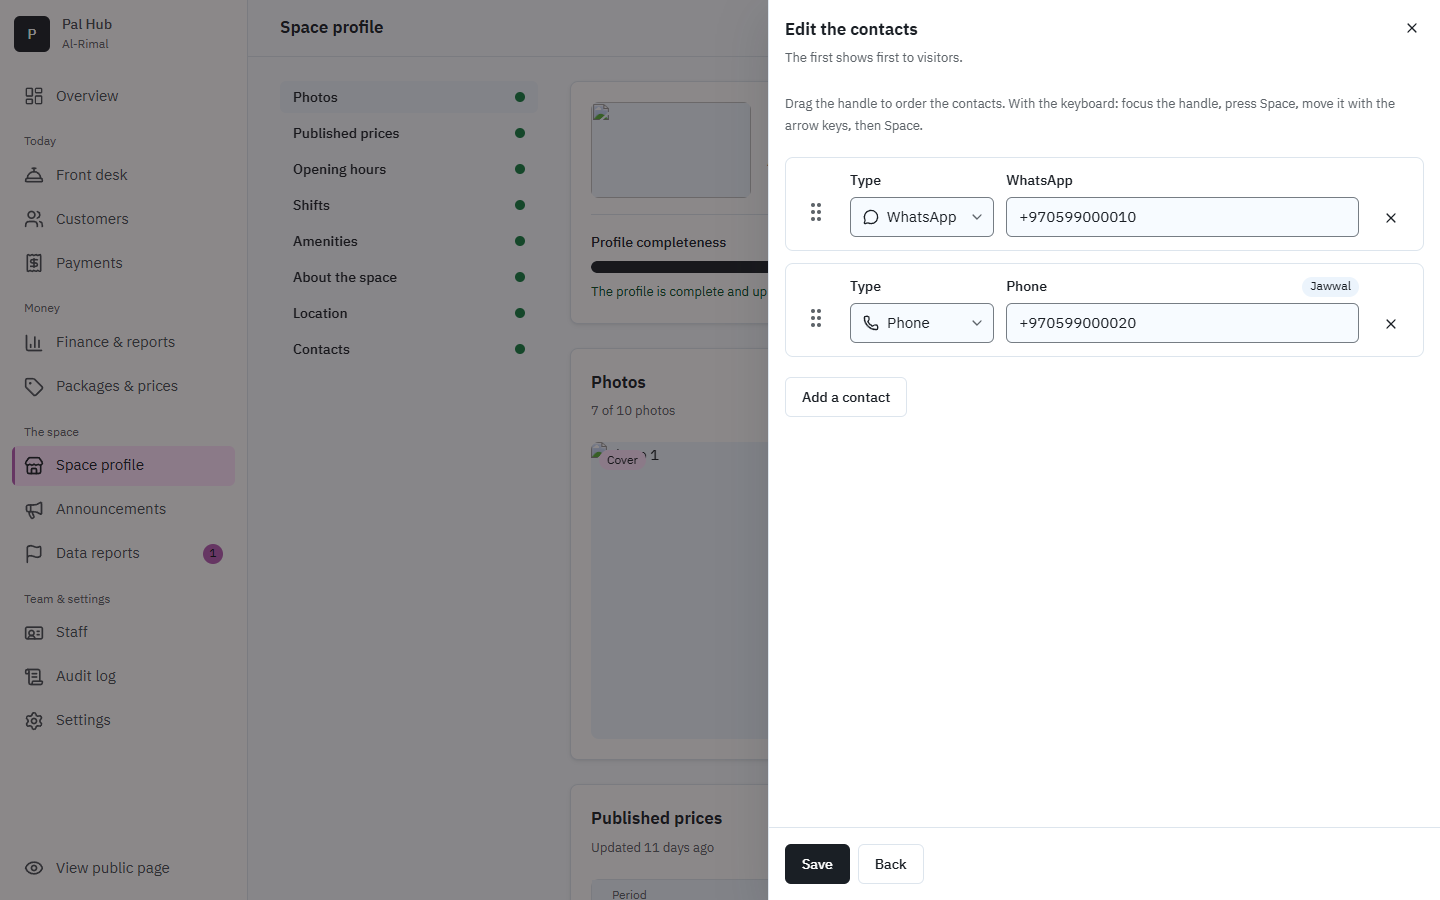 P
Pal Hub
Al-Rimal
Overview
Today
Front desk
Customers
Payments
Money
Finance & reports
Packages & prices
The space
Space profile
Announcements
Data reports
1
Team & settings
Staff
Audit log
Settings
View public page
Space profile
Photos
Published prices
Opening hours
Shifts
Amenities
About the space
Location
Contacts
Profile completeness
The profile is complete and up
Photos
7 of 10 photos
Cover
1
Published prices
Updated 11 days ago
Period
Edit the contacts
The first shows first to visitors.
Drag the handle to order the contacts. With the keyboard: focus the handle, press Space, move it with the
arrow keys, then Space.
Type
WhatsApp
WhatsApp
+970599000010
Type
Phone
Jawwal
Phone
+970599000020
Add a contact
Save
Back